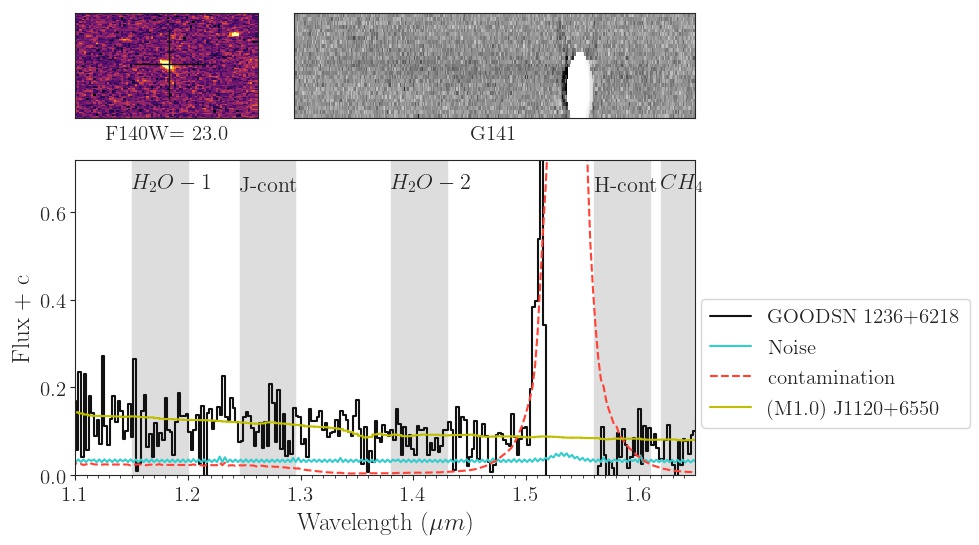 F140W= 23.0
G141
H₂O − 1
J-cont
H₂O − 2
H-cont
CH₄
0.6
0.4
0.2
0.0
Flux + c
1.1
1.2
1.3
1.4
1.5
1.6
Wavelength (μm)
GOODSN 1236+6218
Noise
contamination
(M1.0) J1120+6550